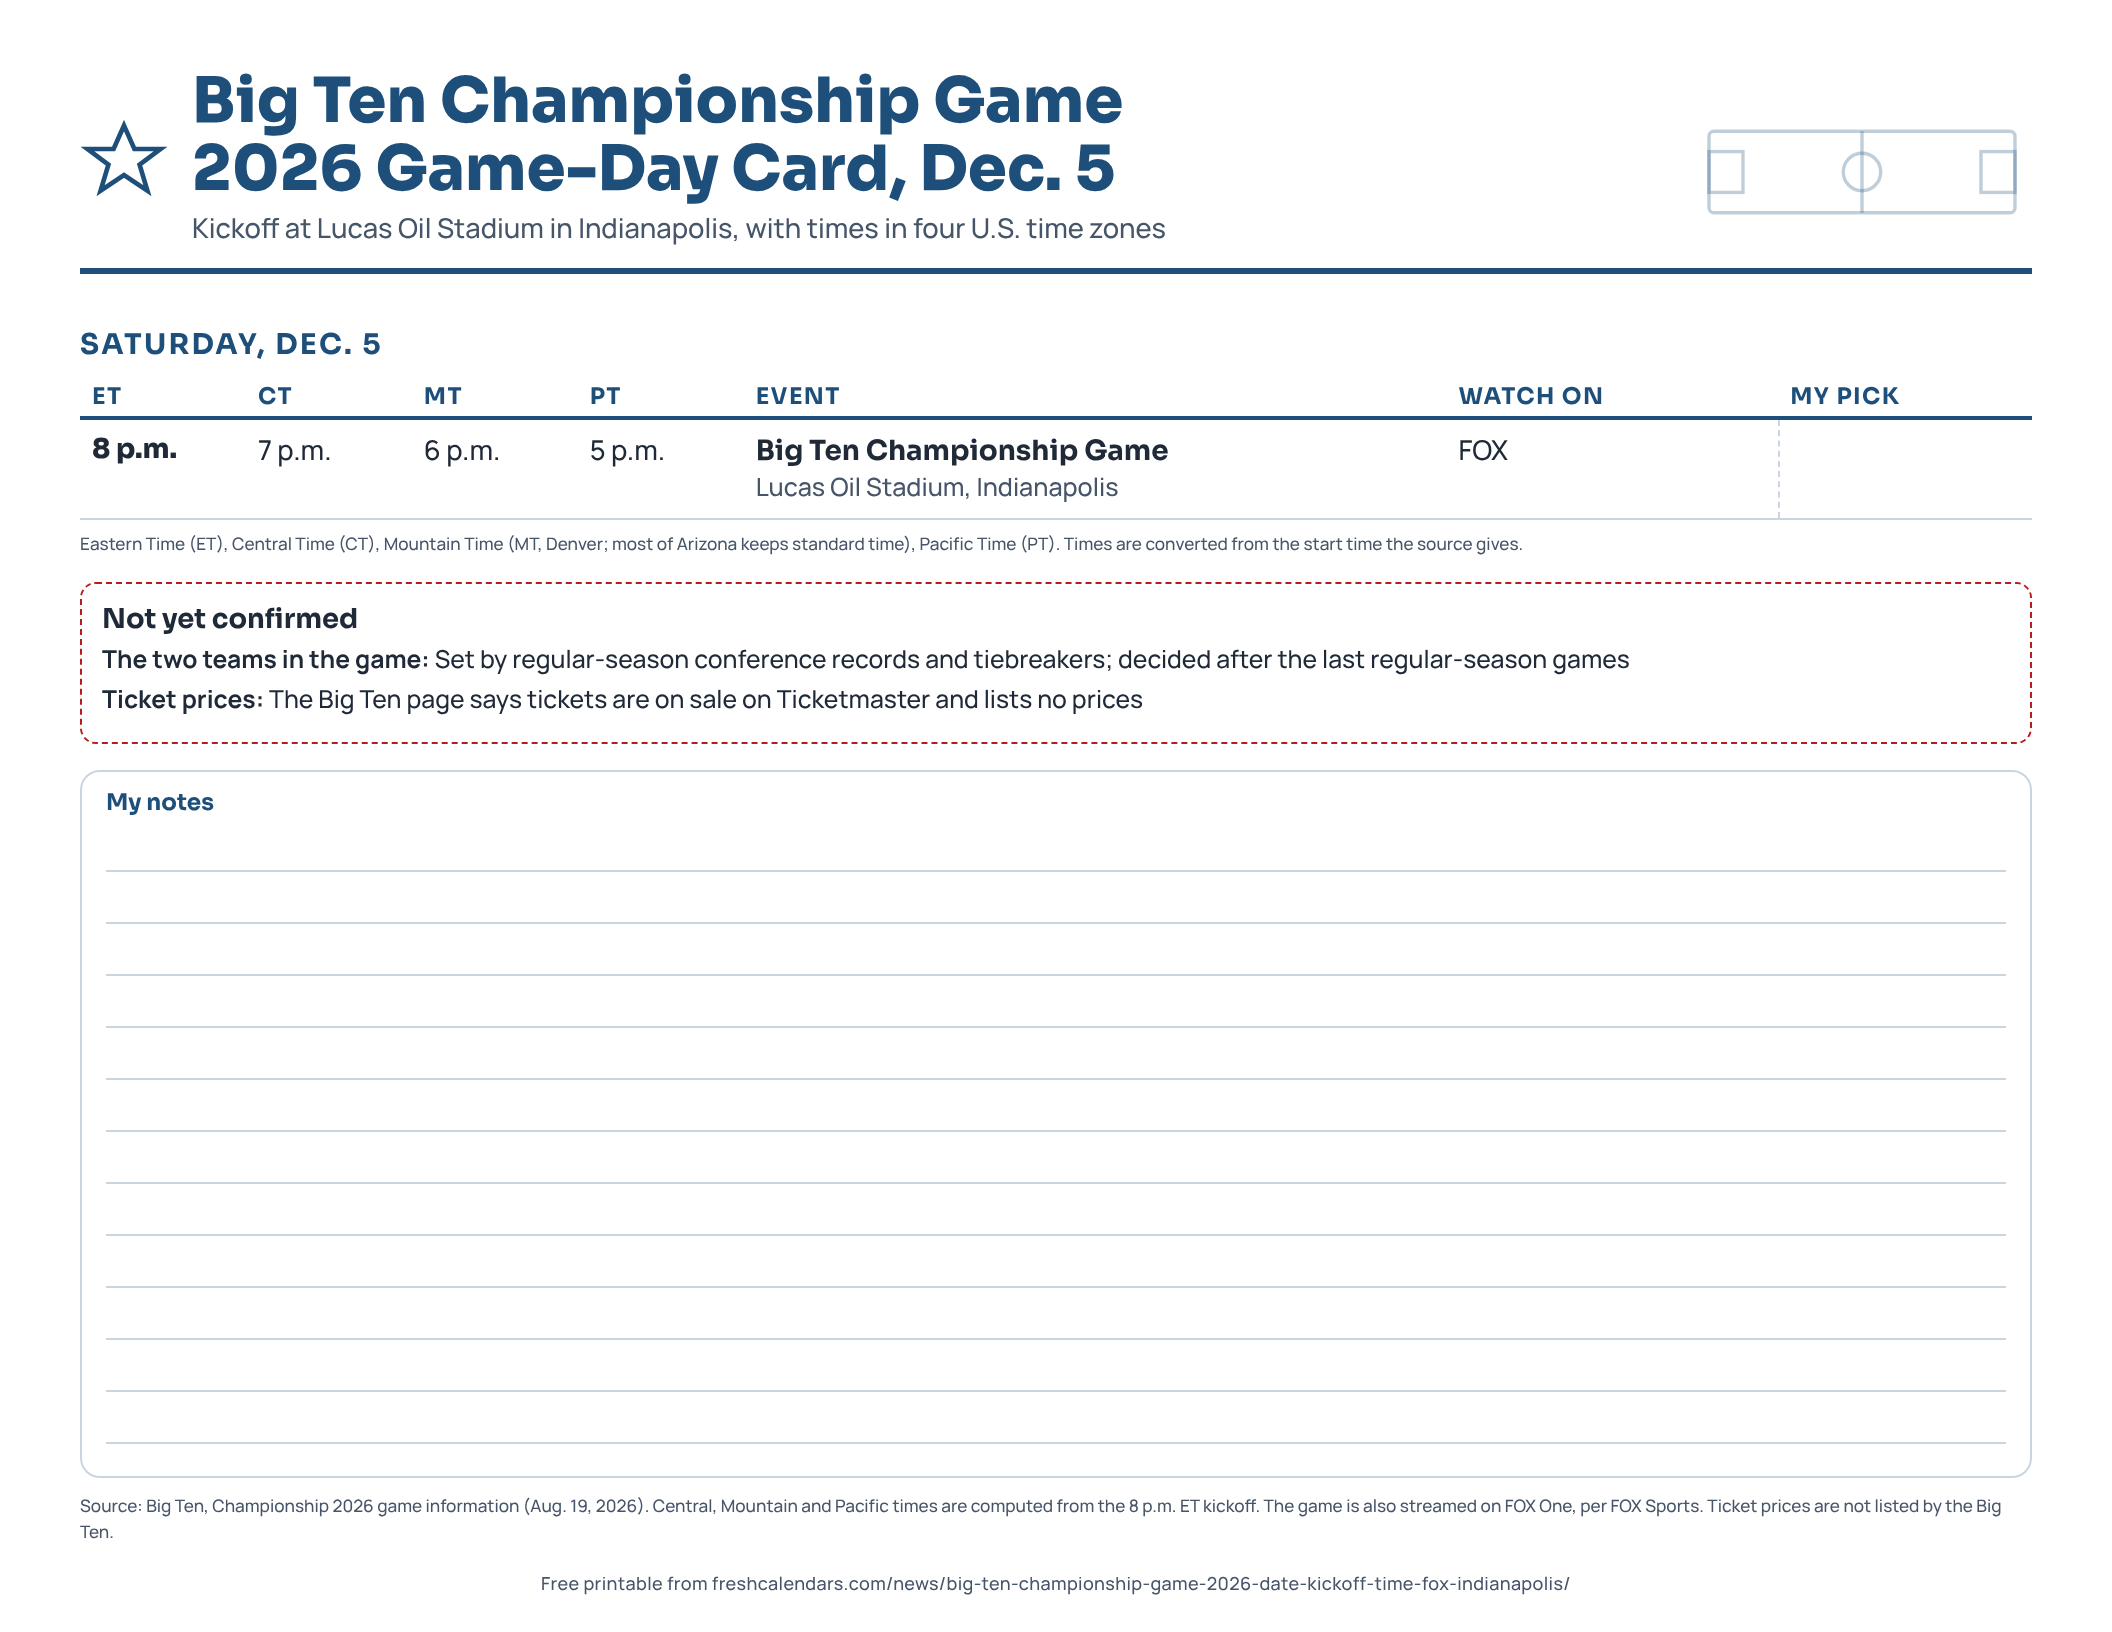 Big Ten Championship Game
2026 Game-Day Card, Dec. 5
Kickoff at Lucas Oil Stadium in Indianapolis, with times in four U.S. time zones
SATURDAY, DEC. 5
ET CT MT PT EVENT WATCH ON MY PICK
8 p.m. 7 p.m. 6 p.m. 5 p.m. Big Ten Championship Game FOX
Lucas Oil Stadium, Indianapolis
Eastern Time (ET), Central Time (CT), Mountain Time (MT, Denver; most of Arizona keeps standard time), Pacific Time (PT). Times are converted from the start time the source gives.
Not yet confirmed
The two teams in the game: Set by regular-season conference records and tiebreakers; decided after the last regular-season games
Ticket prices: The Big Ten page says tickets are on sale on Ticketmaster and lists no prices
My notes
Source: Big Ten, Championship 2026 game information (Aug. 19, 2026). Central, Mountain and Pacific times are computed from the 8 p.m. ET kickoff. The game is also streamed on FOX One, per FOX Sports. Ticket prices are not listed by the Big
Ten.
Free printable from freshcalendars.com/news/big-ten-championship-game-2026-date-kickoff-time-fox-indianapolis/